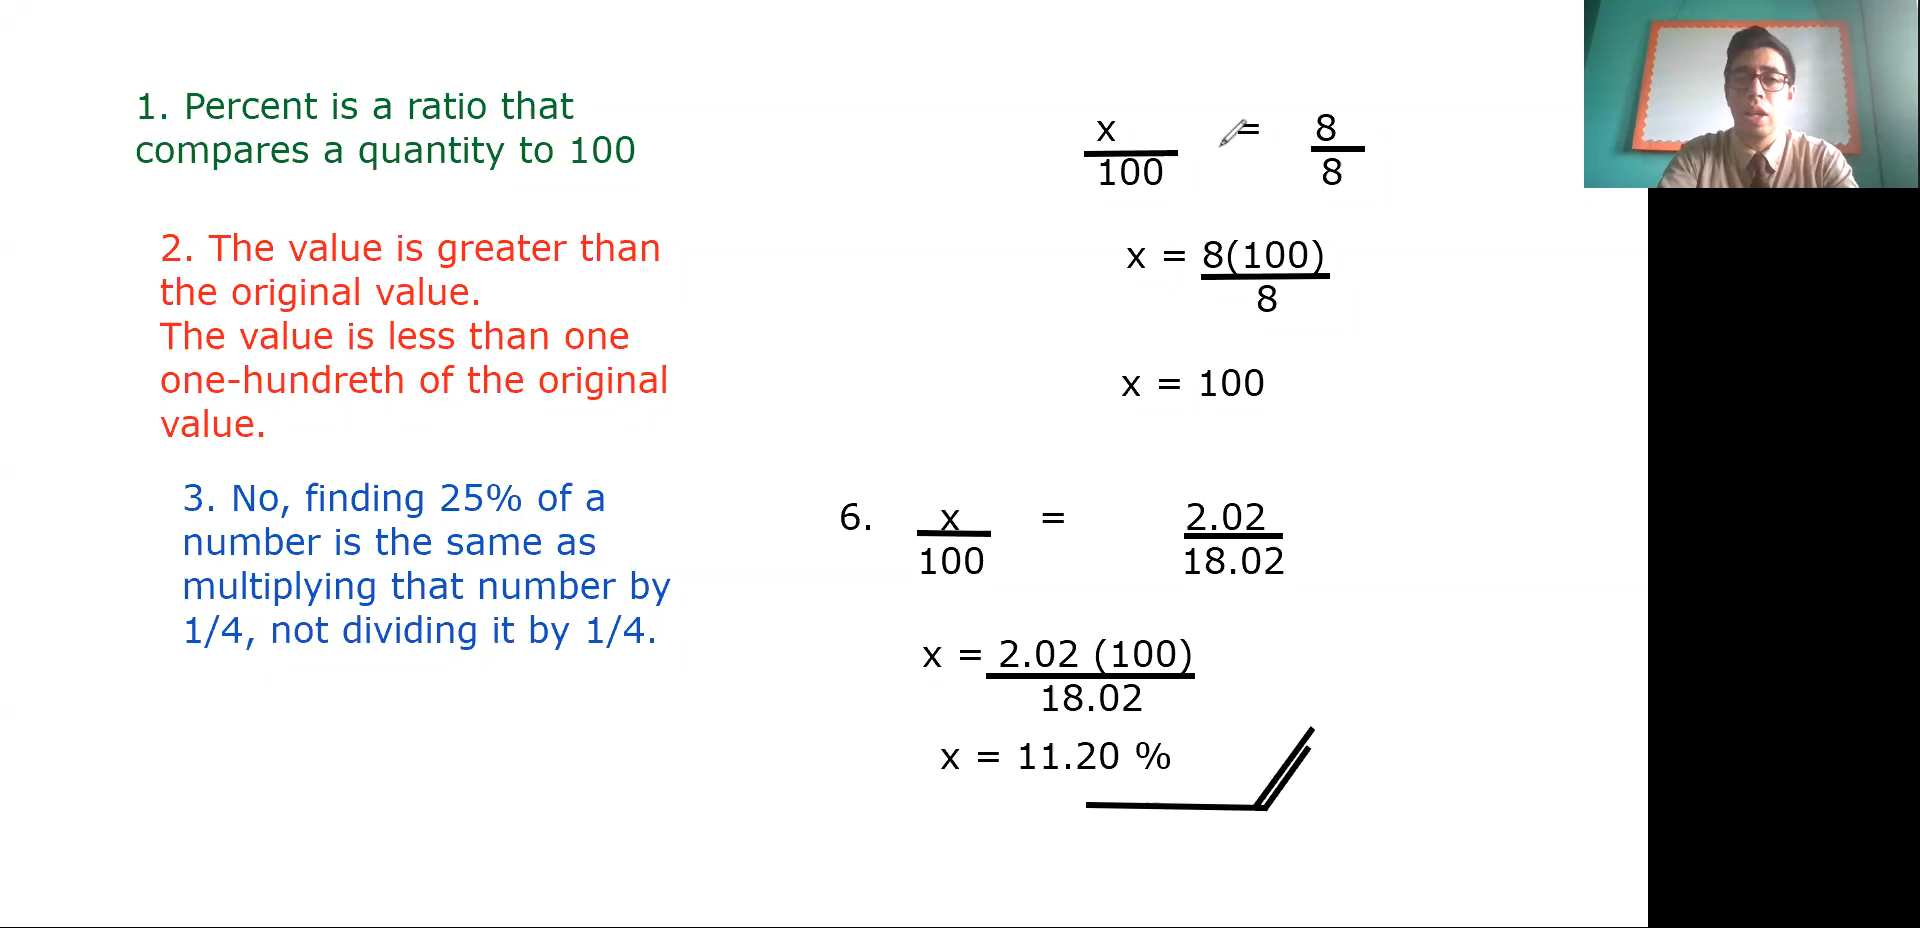 1. Percent is a ratio that
compares a quantity to 100
2. The value is greater than
the original value.
The value is less than one
one-hundreth of the original
value.
3. No, finding 25% of a
number is the same as
multiplying that number by
1/4, not dividing it by 1/4.
x = 8
100 8
x = 8(100)
8
x = 100
6. x = 2.02
100 18.02
x = 2.02 (100)
18.02
x = 11.20 %